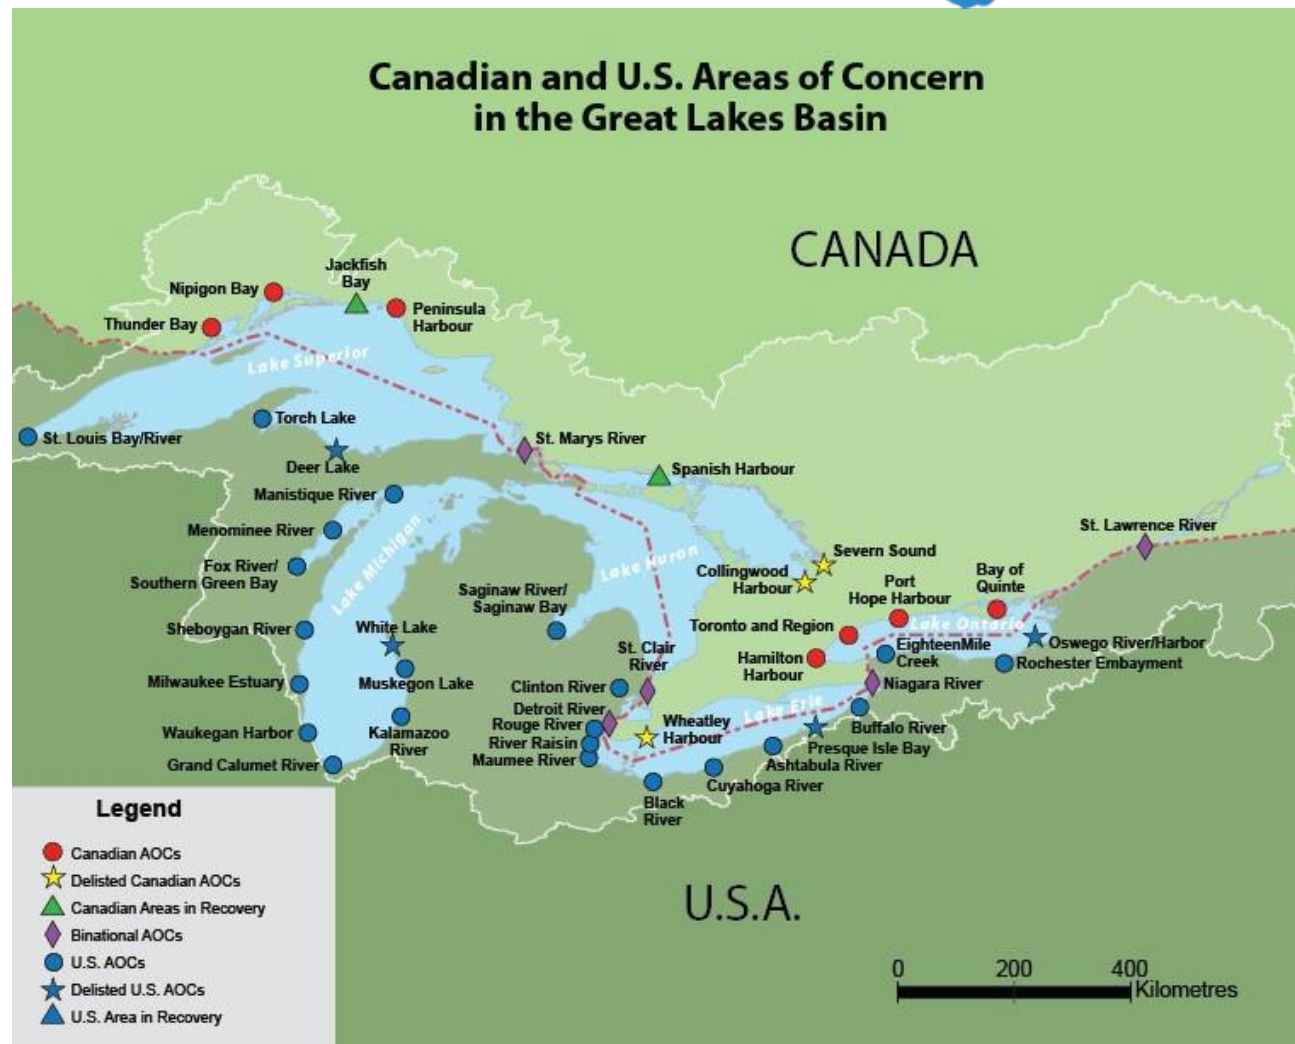 Canadian and U.S. Areas of Concern
in the Great Lakes Basin
CANADA
Jackfish
Bay
Nipigon Bay
Peninsula
Harbour
Thunder Bay
Lake Superior
Torch Lake
St. Louis Bay/River
St. Marys River
Deer Lake
Spanish Harbour
Manistique River
Menominee River
St. Lawrence River
Lake Michigan
Lake Huron
Severn Sound
Fox River/
Southern Green Bay
Collingwood
Harbour
Port
Hope Harbour
Bay of
Quinte
Saginaw River/
Saginaw Bay
Sheboygan River
White Lake
Toronto and Region
Lake Ontario
Oswego River/Harbor
St. Clair
River
EighteenMile
Creek
Hamilton
Harbour
Rochester Embayment
Milwaukee Estuary
Muskegon Lake
Clinton River
Niagara River
Detroit River
Lake Erie
Rouge River
Wheatley
Harbour
Buffalo River
Waukegan Harbor
Kalamazoo
River
River Raisin
Presque Isle Bay
Maumee River
Grand Calumet River
Ashtabula River
Cuyahoga River
Black
River
Legend
Canadian AOCs
Delisted Canadian AOCs
Canadian Areas in Recovery
Binational AOCs
U.S. AOCs
Delisted U.S. AOCs
U.S. Area in Recovery
U.S.A.
0 200 400
Kilometres